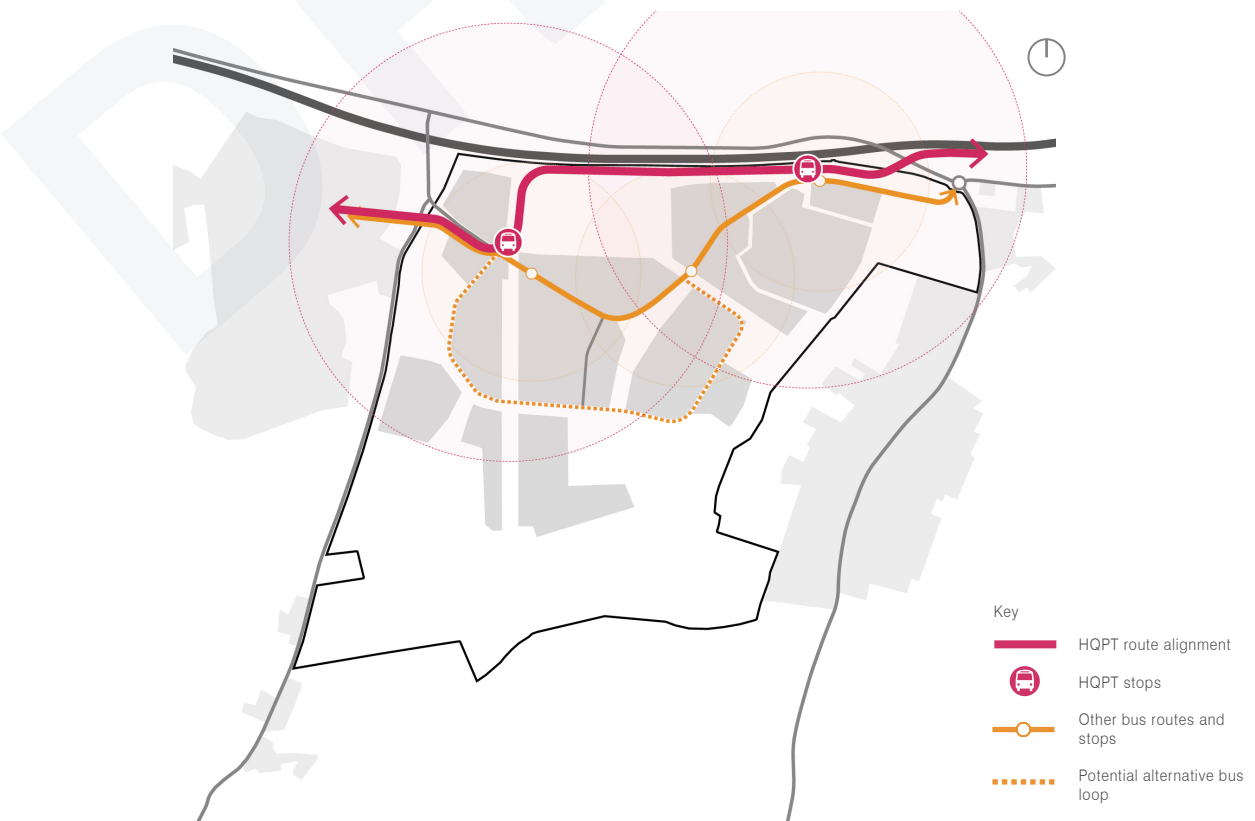 Key
HQPT route alignment
HQPT stops
Other bus routes and
stops
Potential alternative bus
loop